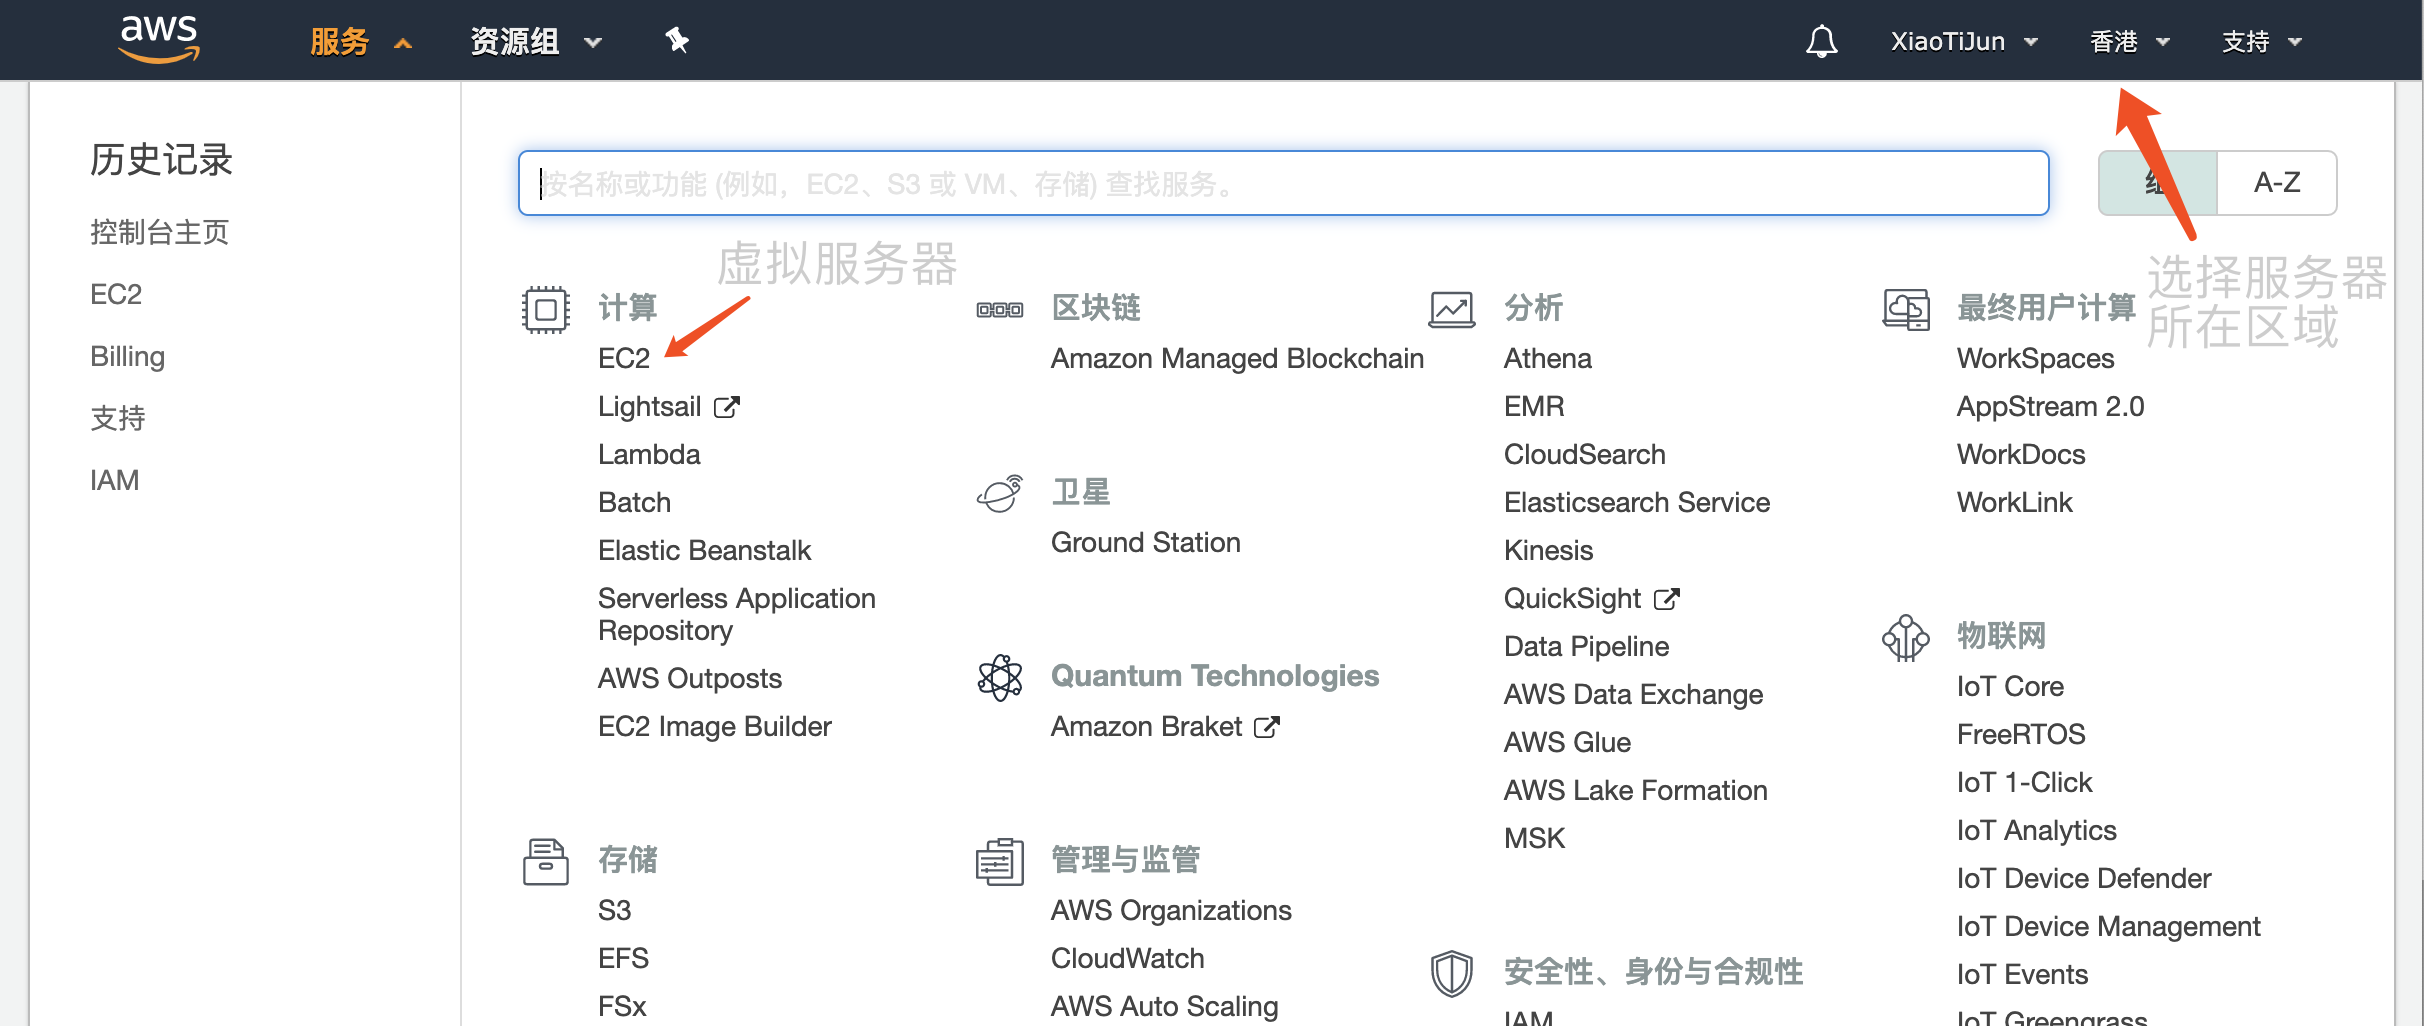 aws
服务
资源组
XiaoTiJun
香港
支持
历史记录
控制台主页
EC2
Billing
支持
IAM
按名称或功能 (例如，EC2、S3 或 VM、存储) 查找服务。
A-Z
虚拟服务器
选择服务器
所在区域
计算
EC2
Lightsail
Lambda
Batch
Elastic Beanstalk
Serverless Application
Repository
AWS Outposts
EC2 Image Builder
存储
S3
EFS
FSx
区块链
Amazon Managed Blockchain
卫星
Ground Station
Quantum Technologies
Amazon Braket
管理与监管
AWS Organizations
CloudWatch
AWS Auto Scaling
分析
Athena
EMR
CloudSearch
Elasticsearch Service
Kinesis
QuickSight
Data Pipeline
AWS Data Exchange
AWS Glue
AWS Lake Formation
MSK
安全性、身份与合规性
IAM
最终用户计算
WorkSpaces
AppStream 2.0
WorkDocs
WorkLink
物联网
IoT Core
FreeRTOS
IoT 1-Click
IoT Analytics
IoT Device Defender
IoT Device Management
IoT Events
IoT Greengrass